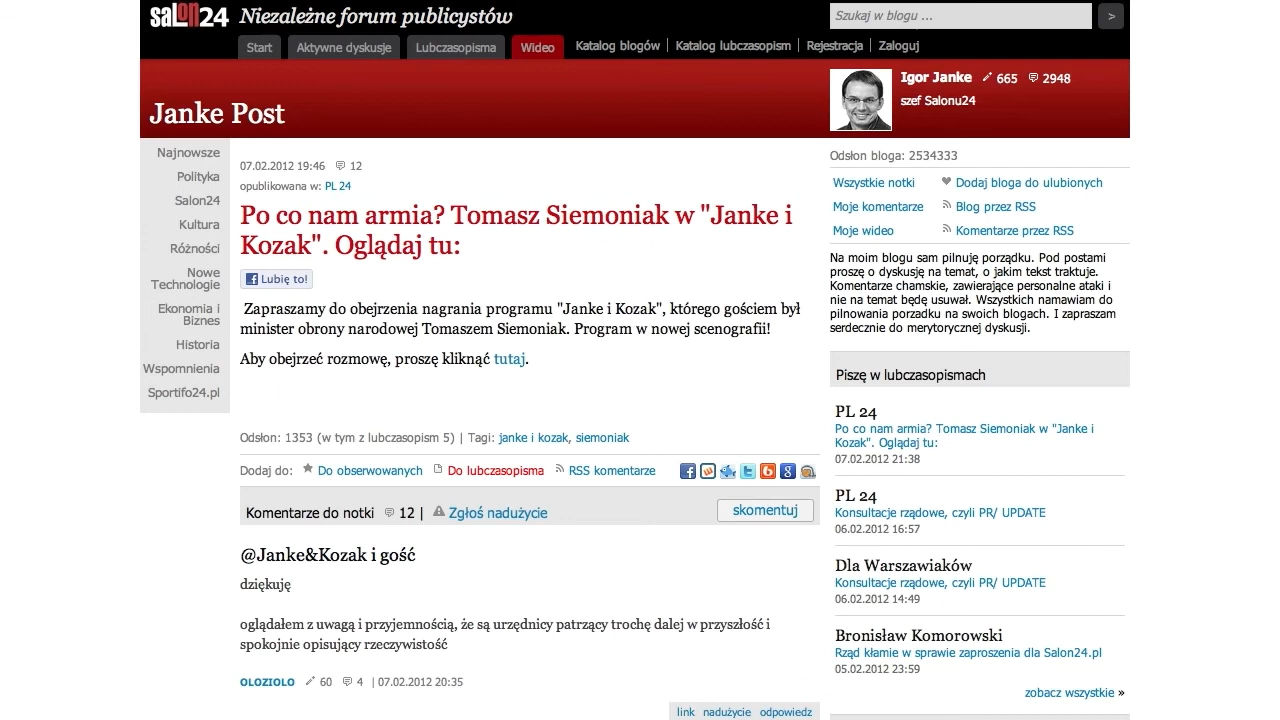 salon24 Niezależne forum publicystów
Szukaj w blogu ...
>
Start Aktywne dyskusje Lubczasopisma Wideo Katalog blogów Katalog lubczasopism Rejestracja Zaloguj
Janke Post
Igor Janke 665 2948
szef Salonu24
Najnowsze
Polityka
Salon24
Kultura
Różności
Nowe
Technologie
Ekonomia i
Biznes
Historia
Wspomnienia
Sportifo24.pl
07.02.2012 19:46 12
opublikowana w: PL 24
Po co nam armia? Tomasz Siemoniak w "Janke i
Kozak". Oglądaj tu:
Lubię to!
Zapraszamy do obejrzenia nagrania programu "Janke i Kozak", którego gościem był
minister obrony narodowej Tomaszem Siemoniak. Program w nowej scenografii!
Aby obejrzeć rozmowę, proszę kliknąć tutaj.
Odsłon: 1353 (w tym z lubczasopism 5) | Tagi: janke i kozak, siemoniak
Dodaj do: Do obserwowanych Do lubczasopisma RSS komentarze
Komentarze do notki 12 | Zgłoś nadużycie
skomentuj
@Janke&Kozak i gość
dziękuję
oglądałem z uwagą i przyjemnością, że są urzędnicy patrzący trochę dalej w przyszłość i
spokojnie opisujący rzeczywistość
OLOZIOLO 60 4 | 07.02.2012 20:35
link nadużycie odpowiedz
Odsłon bloga: 2534333
Wszystkie notki Dodaj bloga do ulubionych
Moje komentarze Blog przez RSS
Moje wideo Komentarze przez RSS
Na moim blogu sam pilnuję porządku. Pod postami
proszę o dyskusję na temat, o jakim tekst traktuje.
Komentarze chamskie, zawierające personalne ataki i
nie na temat będę usuwał. Wszystkich namawiam do
pilnowania porzadku na swoich blogach. I zapraszam
serdecznie do merytorycznej dyskusji.
Piszę w lubczasopismach
PL 24
Po co nam armia? Tomasz Siemoniak w "Janke i
Kozak". Oglądaj tu:
07.02.2012 21:38
PL 24
Konsultacje rządowe, czyli PR/ UPDATE
06.02.2012 16:57
Dla Warszawiaków
Konsultacje rządowe, czyli PR/ UPDATE
06.02.2012 14:49
Bronisław Komorowski
Rząd kłamie w sprawie zaproszenia dla Salon24.pl
05.02.2012 23:59
zobacz wszystkie »